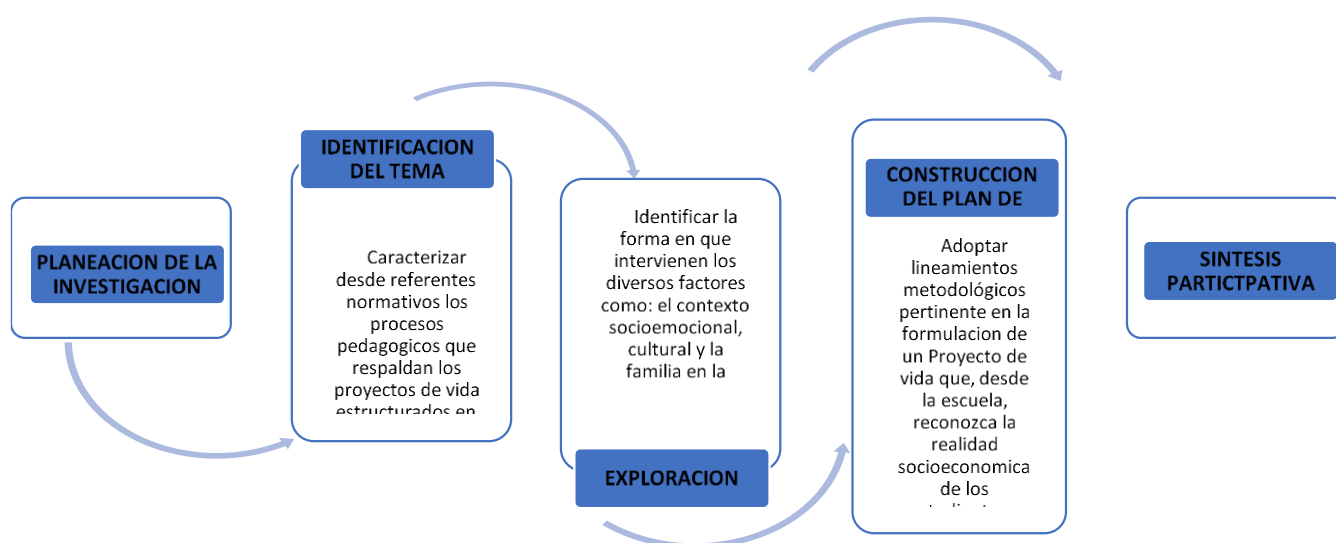 PLANEACION DE LA
INVESTIGACION
IDENTIFICACION
DEL TEMA
Caracterizar
desde referentes
normativos los
procesos
pedagogicos que
respaldan los
proyectos de vida
estructurados en
Identificar la
forma en que
intervienen los
diversos factores
como: el contexto
socioemocional,
cultural y la
familia en la
EXPLORACION
CONSTRUCCION
DEL PLAN DE
Adoptar
lineamientos
metodológicos
pertinente en la
formulacion de
un Proyecto de
vida que, desde
la escuela,
reconozca la
realidad
socioeconomica
de los
SINTESIS
PARTICTPATIVA